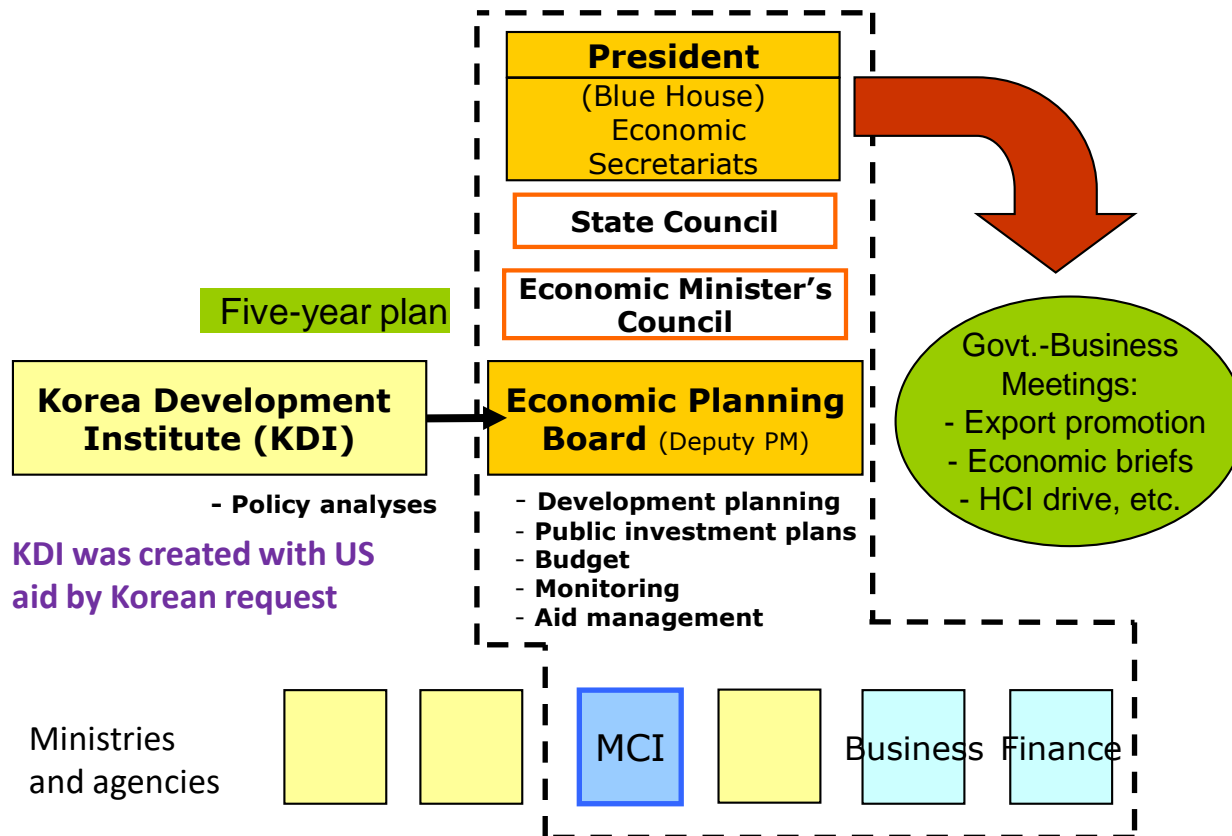 President
(Blue House)
Economic
Secretariats
State Council
Economic Minister’s
Council
Five-year plan
Korea Development
Institute (KDI)
Economic Planning
Board (Deputy PM)
Govt.-Business
Meetings:
- Export promotion
- Economic briefs
- HCI drive, etc.
- Policy analyses
- Development planning
- Public investment plans
- Budget
- Monitoring
- Aid management
KDI was created with US
aid by Korean request
Ministries
and agencies
MCI
Business
Finance